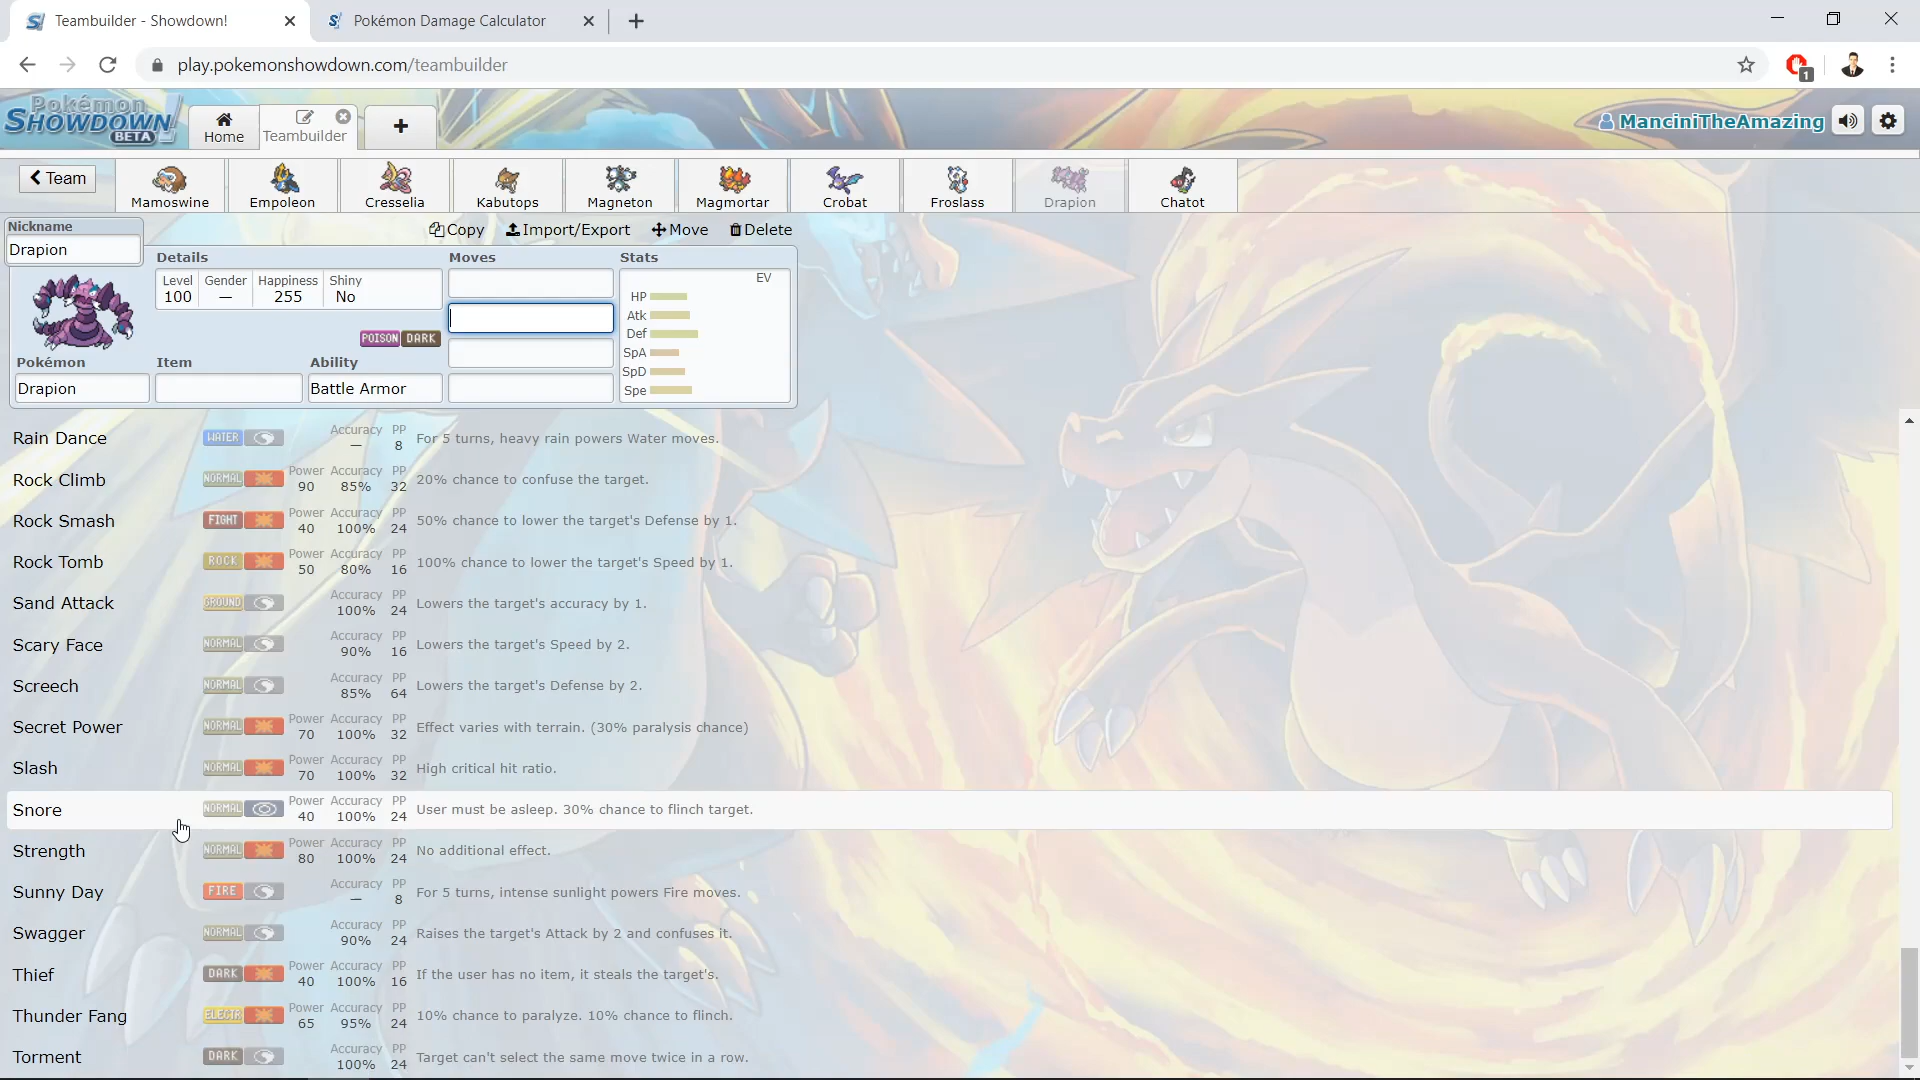 Teambuilder - Showdown!
Pokémon Damage Calculator
play.pokemonshowdown.com/teambuilder
1
Pokémon
SHOWDOWN
BETA
Home
Teambuilder
ManciniTheAmazing
Team
Mamoswine
Empoleon
Cresselia
Kabutops
Magneton
Magmortar
Crobat
Froslass
Drapion
Chatot
Nickname
Drapion
Copy
Import/Export
Move
Delete
Details
Moves
Stats
Level Gender Happiness Shiny
100 — 255 No
EV
HP
Atk
Def
SpA
SpD
Spe
POISON DARK
Pokémon
Item
Ability
Drapion
Battle Armor
Rain Dance WATER Accuracy — PP 8 For 5 turns, heavy rain powers Water moves.
Rock Climb NORMAL Power 90 Accuracy 85% PP 32 20% chance to confuse the target.
Rock Smash FIGHT Power 40 Accuracy 100% PP 24 50% chance to lower the target's Defense by 1.
Rock Tomb ROCK Power 50 Accuracy 80% PP 16 100% chance to lower the target's Speed by 1.
Sand Attack GROUND Accuracy 100% PP 24 Lowers the target's accuracy by 1.
Scary Face NORMAL Accuracy 90% PP 16 Lowers the target's Speed by 2.
Screech NORMAL Accuracy 85% PP 64 Lowers the target's Defense by 2.
Secret Power NORMAL Power 70 Accuracy 100% PP 32 Effect varies with terrain. (30% paralysis chance)
Slash NORMAL Power 70 Accuracy 100% PP 32 High critical hit ratio.
Snore NORMAL Power 40 Accuracy 100% PP 24 User must be asleep. 30% chance to flinch target.
Strength NORMAL Power 80 Accuracy 100% PP 24 No additional effect.
Sunny Day FIRE Accuracy — PP 8 For 5 turns, intense sunlight powers Fire moves.
Swagger NORMAL Accuracy 90% PP 24 Raises the target's Attack by 2 and confuses it.
Thief DARK Power 40 Accuracy 100% PP 16 If the user has no item, it steals the target's.
Thunder Fang ELECTR Power 65 Accuracy 95% PP 24 10% chance to paralyze. 10% chance to flinch.
Torment DARK Accuracy 100% PP 24 Target can't select the same move twice in a row.